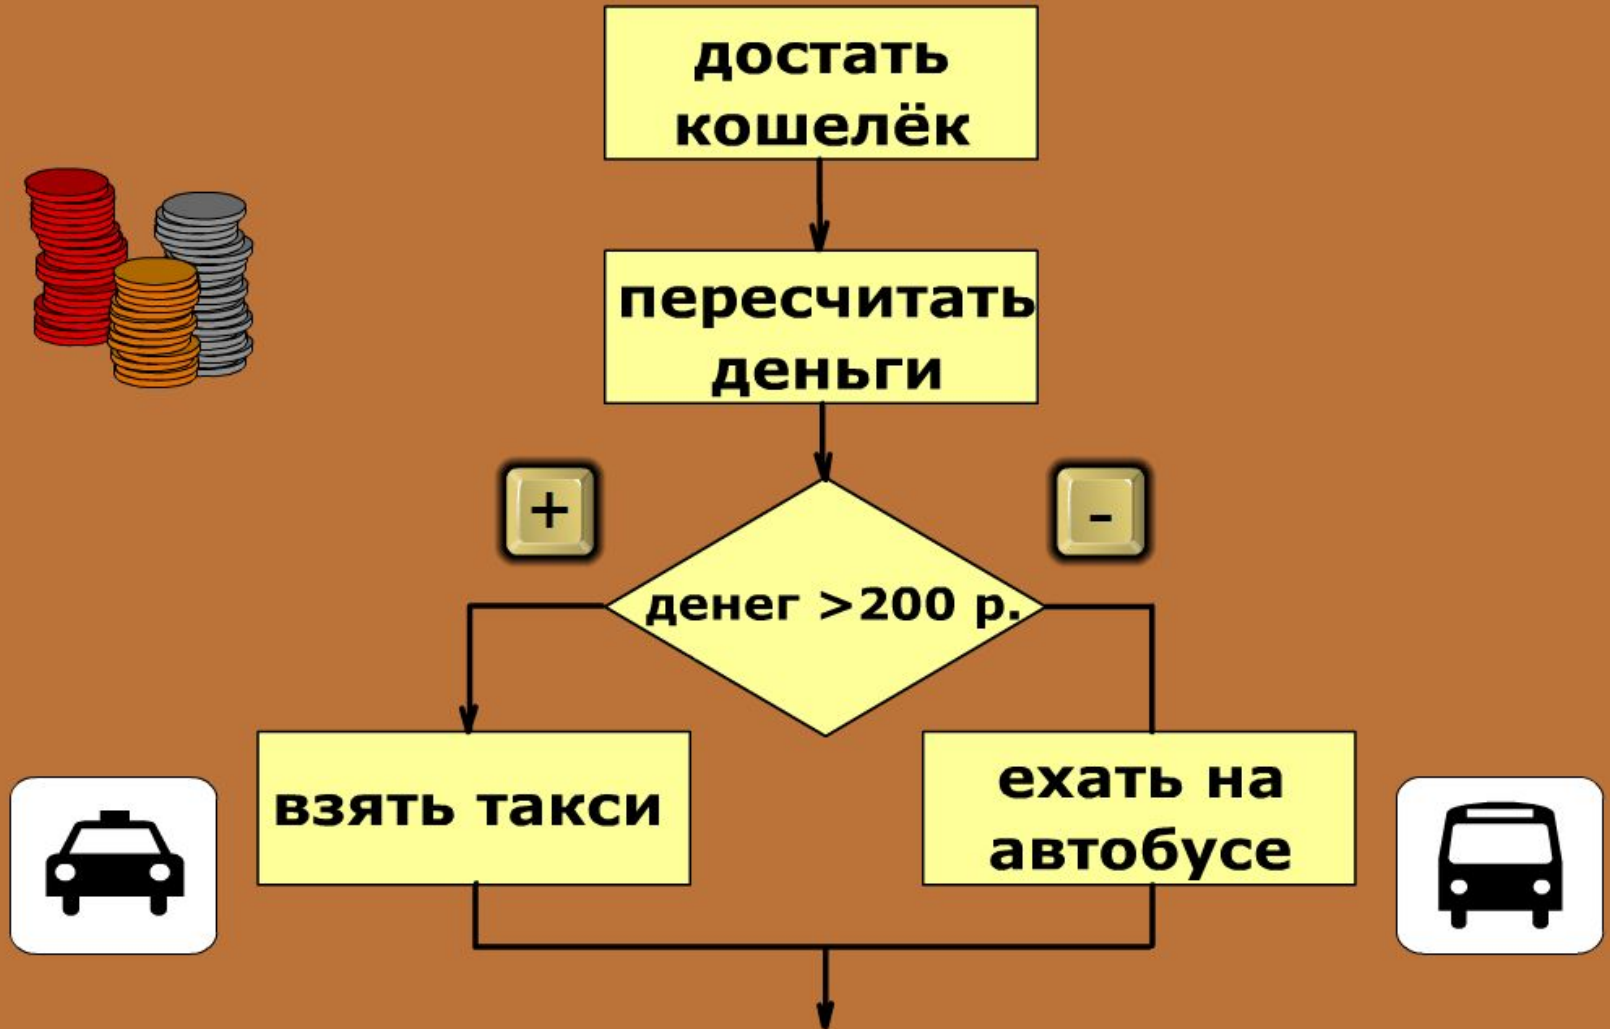 достать
кошелёк
пересчитать
деньги
+
-
денег >200 р.
взять такси
ехать на
автобусе